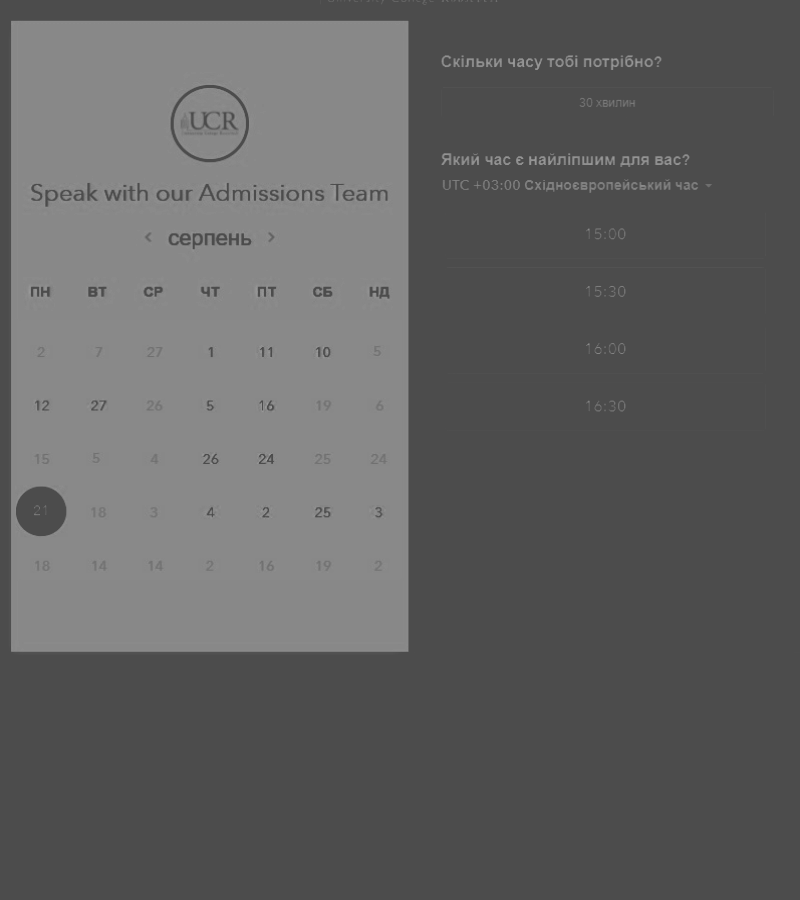 University College
UCR
Speak with our Admissions Team
‹ серпень ›
ПН ВТ СР ЧТ ПТ СБ НД
2 7 27 1 11 10 5
12 27 26 5 16 19 6
15 5 4 26 24 25 24
21 18 3 4 2 25 3
18 14 14 2 16 19 2
Скільки часу тобі потрібно?
30 хвилин
Який час є найліпшим для вас?
UTC +03:00 Східноєвропейський час
15:00
15:30
16:00
16:30